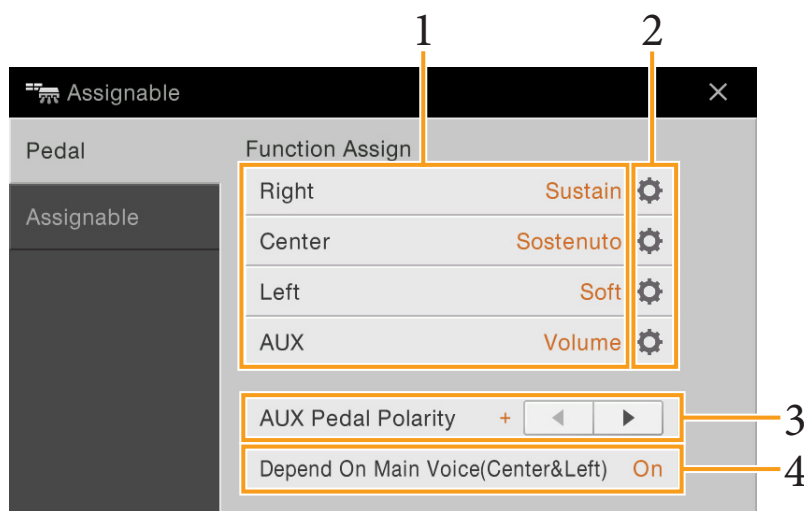 1 2
Assignable
Pedal
Function Assign
Right Sustain
Assignable
Center Sostenuto
Left Soft
AUX Volume
AUX Pedal Polarity + 3
Depend On Main Voice(Center&Left) On 4